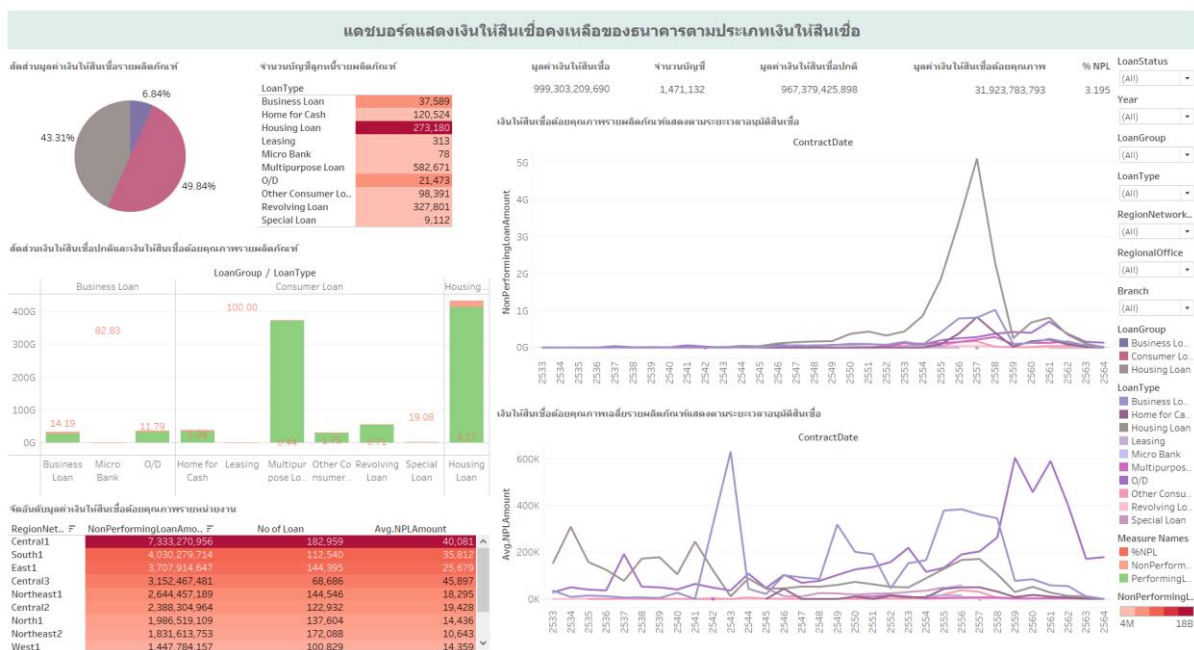 แดชบอร์ดแสดงเงินให้สินเชื่อคงเหลือของธนาคารตามประเภทเงินให้สินเชื่อ
สัดส่วนมูลค่าเงินให้สินเชื่อรายผลิตภัณฑ์
6.84%
43.31%
49.84%
จำนวนบัญชีลูกหนี้รายผลิตภัณฑ์
LoanType
Business Loan 37,589
Home for Cash 120,524
Housing Loan 273,180
Leasing 313
Micro Bank 78
Multipurpose Loan 582,671
O/D 21,473
Other Consumer Lo.. 98,391
Revolving Loan 327,801
Special Loan 9,112
มูลค่าเงินให้สินเชื่อ จำนวนบัญชี มูลค่าเงินให้สินเชื่อปกติ มูลค่าเงินให้สินเชื่อด้อยคุณภาพ % NPL
999,303,209,690 1,471,132 967,379,425,898 31,923,783,793 3.195
เงินให้สินเชื่อด้อยคุณภาพรายผลิตภัณฑ์แสดงตามระยะเวลาอนุมัติสินเชื่อ
ContractDate
NonPerformingLoanAmount
5G
4G
3G
2G
1G
0G
2533 2534 2535 2536 2537 2538 2539 2540 2541 2542 2543 2544 2545 2546 2547 2548 2549 2550 2551 2552 2553 2554 2555 2556 2557 2558 2559 2560 2561 2562 2563 2564
สัดส่วนเงินให้สินเชื่อปกติและเงินให้สินเชื่อด้อยคุณภาพรายผลิตภัณฑ์
LoanGroup / LoanType
Business Loan Consumer Loan Housing ..
400G
300G
200G
100G
0G
14.19 82.83 11.79 5.98 100.00 0.44 1.75 0.71 19.08 4.17
Business Loan
Micro Bank
O/D
Home for Cash
Leasing
Multipur pose Lo..
Other Co nsumer..
Revolving Loan
Special Loan
Housing Loan
เงินให้สินเชื่อด้อยคุณภาพเฉลี่ยรายผลิตภัณฑ์แสดงตามระยะเวลาอนุมัติสินเชื่อ
ContractDate
Avg.NPLAmount
600K
400K
200K
0K
2533 2534 2535 2536 2537 2538 2539 2540 2541 2542 2543 2544 2545 2546 2547 2548 2549 2550 2551 2552 2553 2554 2555 2556 2557 2558 2559 2560 2561 2562 2563 2564
จัดอันดับมูลค่าเงินให้สินเชื่อด้อยคุณภาพรายหน่วยงาน
RegionNet.. NonPerformingLoanAmo.. No of Loan Avg.NPLAmount
Central1 7,333,270,956 182,959 40,081
South1 4,030,279,714 112,540 35,812
East1 3,707,914,647 144,395 25,679
Central3 3,152,467,481 68,686 45,897
Northeast1 2,644,457,189 144,546 18,295
Central2 2,388,304,964 122,932 19,428
North1 1,986,519,109 137,604 14,436
Northeast2 1,831,613,753 172,088 10,643
West1 1,447,784,157 100,829 14,359
LoanStatus
(All)
Year
(All)
LoanGroup
(All)
LoanType
(All)
RegionNetwork..
(All)
RegionalOffice
(All)
Branch
(All)
LoanGroup
Business Lo..
Consumer Lo..
Housing Loan
LoanType
Business Lo..
Home for Ca..
Housing Loan
Leasing
Micro Bank
Multipurpos..
O/D
Other Consu..
Revolving Lo..
Special Loan
Measure Names
%NPL
NonPerform..
PerformingL..
NonPerformingL..
4M 18B